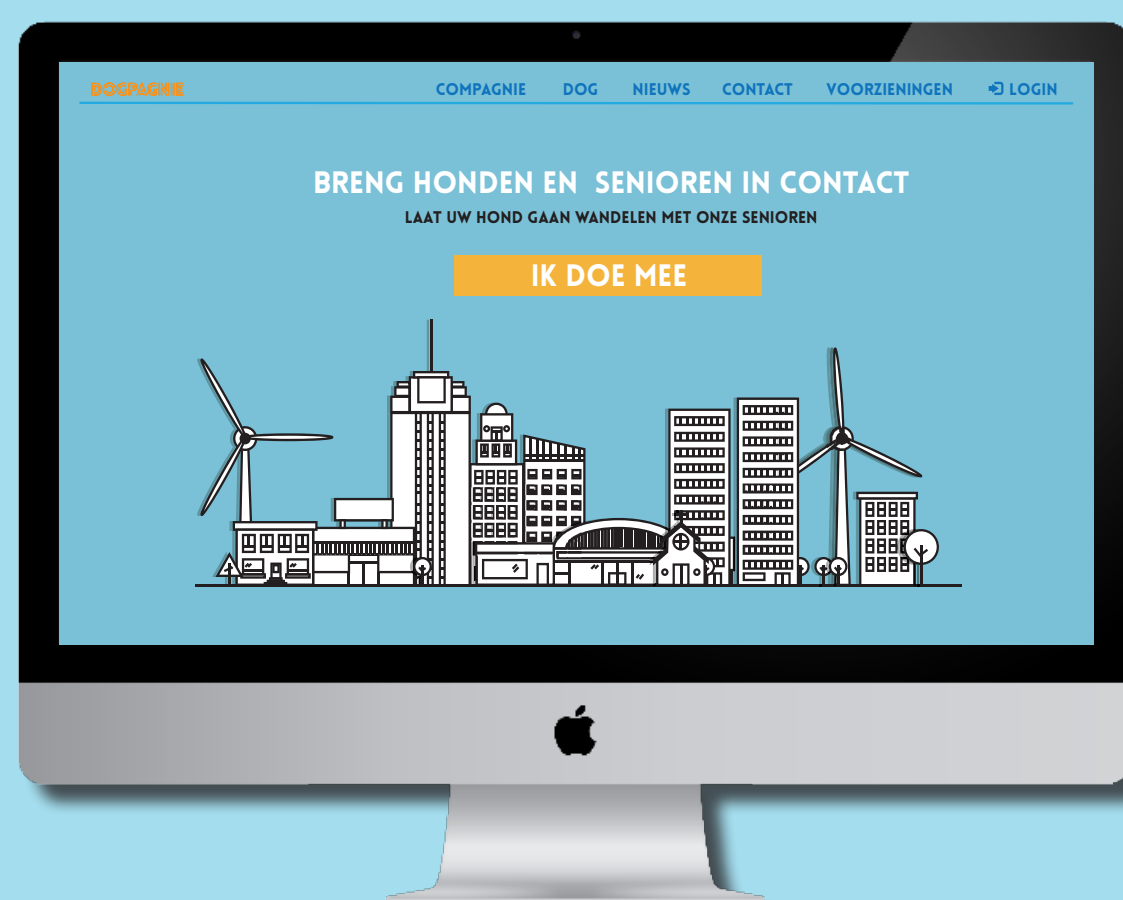 DOGPAGNIE
COMPAGNIE DOG NIEUWS CONTACT VOORZIENINGEN LOGIN
BRENG HONDEN EN SENIOREN IN CONTACT
LAAT UW HOND GAAN WANDELEN MET ONZE SENIOREN
IK DOE MEE